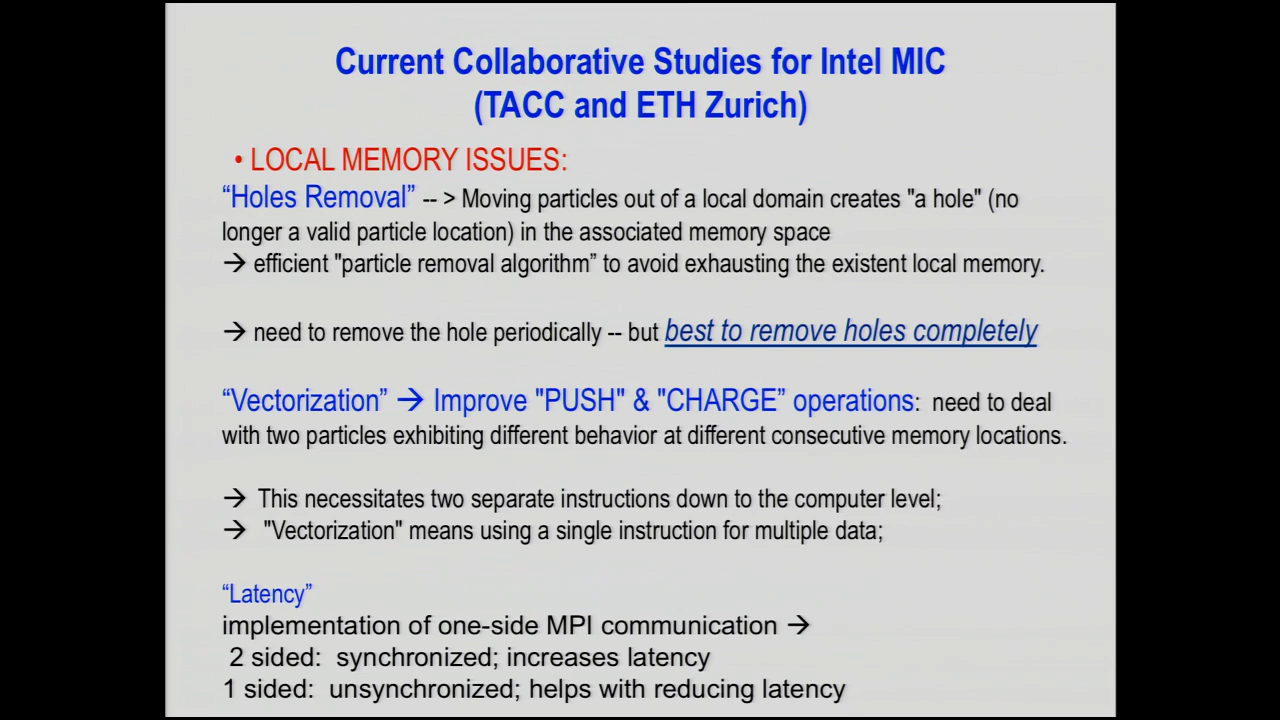 Current Collaborative Studies for Intel MIC
(TACC and ETH Zurich)
• LOCAL MEMORY ISSUES:
“Holes Removal” -- > Moving particles out of a local domain creates "a hole" (no
longer a valid particle location) in the associated memory space
→ efficient "particle removal algorithm” to avoid exhausting the existent local memory.
→ need to remove the hole periodically -- but best to remove holes completely
“Vectorization” → Improve "PUSH" & "CHARGE” operations: need to deal
with two particles exhibiting different behavior at different consecutive memory locations.
→ This necessitates two separate instructions down to the computer level;
→ "Vectorization" means using a single instruction for multiple data;
“Latency”
implementation of one-side MPI communication →
2 sided: synchronized; increases latency
1 sided: unsynchronized; helps with reducing latency